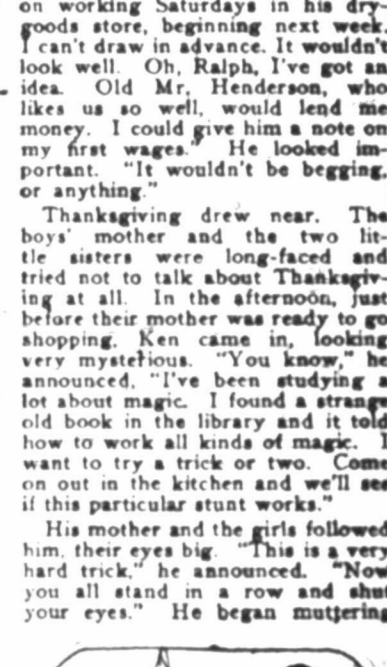 on working Saturdays in his dry-
goods store, beginning next week.
I can't draw in advance. It wouldn't
look well. Oh, Ralph, I've got an
idea. Old Mr. Henderson, who
likes us so well, would lend me
money. I could give him a note on
my first wages." He looked im-
portant. "It wouldn't be begging,
or anything."
Thanksgiving drew near. The
boys' mother and the two lit-
tle sisters were long-faced and
tried not to talk about Thanksgiv-
ing at all. In the afternoon, just
before their mother was ready to go
shopping, Ken came in, looking
very mysterious. "You know," he
announced, "I've been studying a
lot about magic. I found a strange
old book in the library and it told
how to work all kinds of magic. I
want to try a trick or two. Come
on out in the kitchen and we'll see
if this particular stunt works."
His mother and the girls followed
him, their eyes big. "This is a very
hard trick," he announced. "Now
you all stand in a row and shut
your eyes." He began muttering